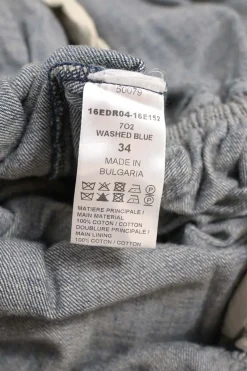 50079
16EDR04-16E152
702
WASHED BLUE
34
MADE IN
BULGARIA
MATIERE PRINCIPALE /
MAIN MATERIAL
100% COTON / COTTON
DOUBLURE PRINCIPALE /
MAIN LINING
100% COTON / COTTON